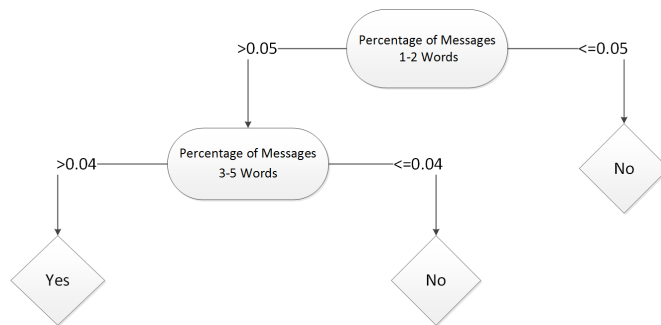 Percentage of Messages
1-2 Words
>0.05
<=0.05
Percentage of Messages
3-5 Words
>0.04
<=0.04
No
Yes
No